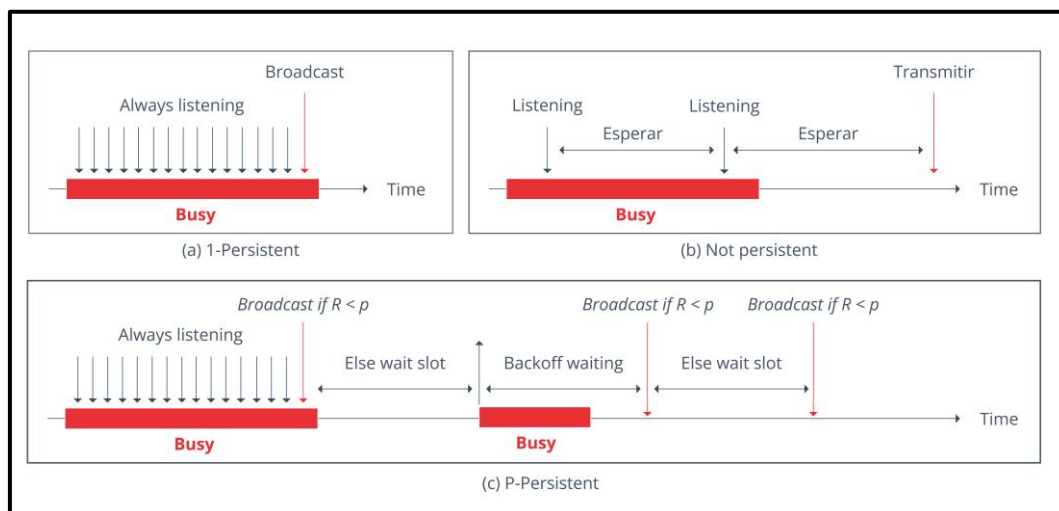 Broadcast
Always listening
Time
Busy
(a) 1-Persistent
Transmitir
Listening
Listening
Esperar
Esperar
Time
Busy
(b) Not persistent
Broadcast if R < p
Broadcast if R < p
Broadcast if R < p
Always listening
Else wait slot
Backoff waiting
Else wait slot
Time
Busy
Busy
(c) P-Persistent